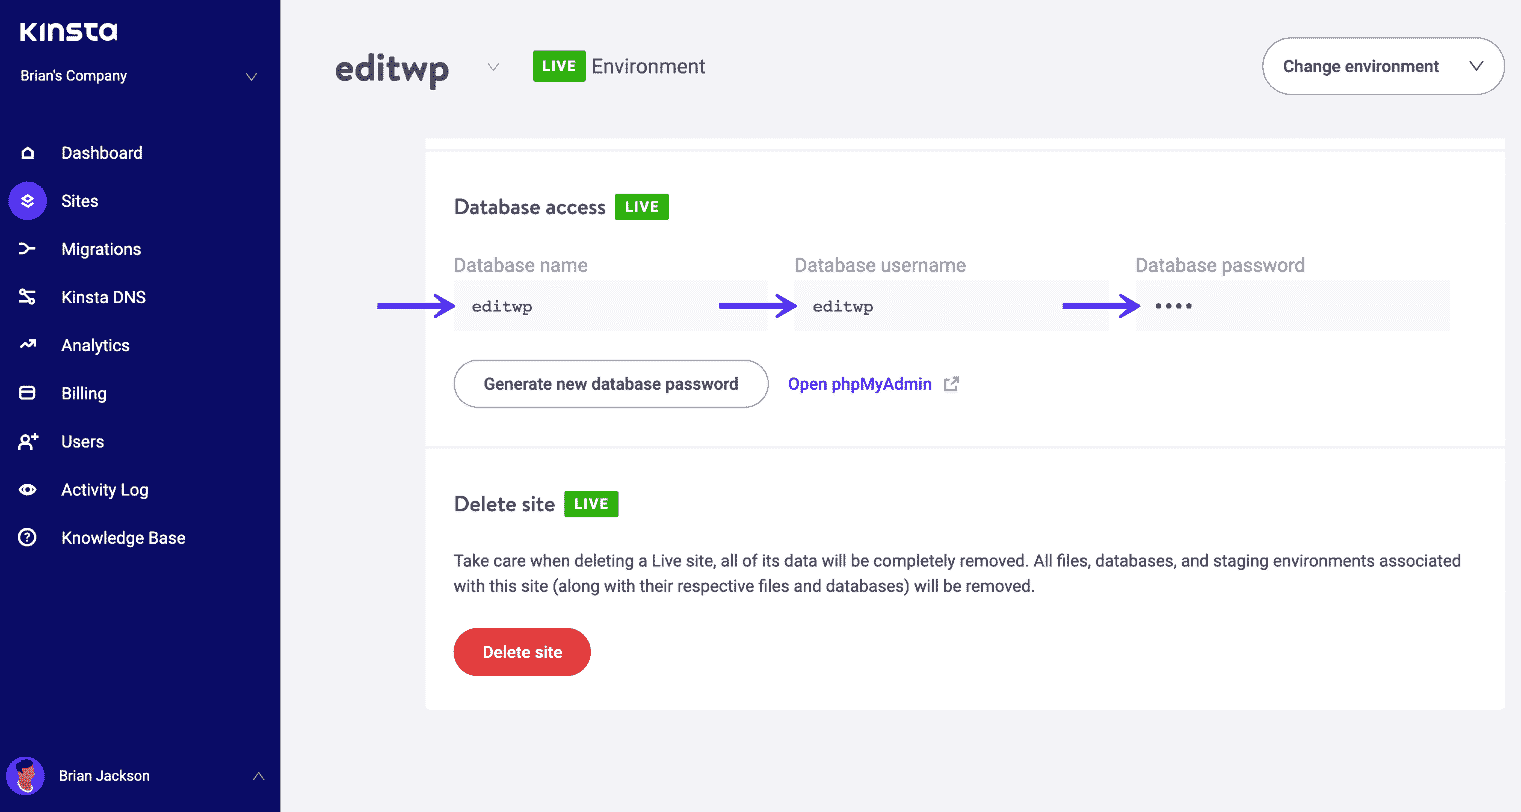 KINSTA
Brian's Company
Dashboard
Sites
Migrations
Kinsta DNS
Analytics
Billing
Users
Activity Log
Knowledge Base
Brian Jackson
editwp
LIVE Environment
Change environment
Database access LIVE
Database name Database username Database password
editwp editwp ••••
Generate new database password Open phpMyAdmin
Delete site LIVE
Take care when deleting a Live site, all of its data will be completely removed. All files, databases, and staging environments associated
with this site (along with their respective files and databases) will be removed.
Delete site